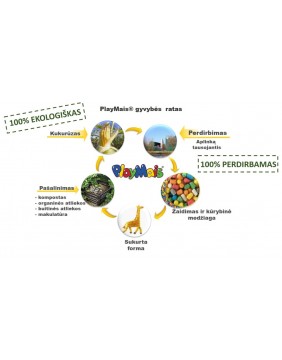 PlayMais® gyvybės ratas
100% EKOLOGIŠKAS
Kukurūzas
Perdirbimas
Aplinką
tausojantis
100% PERDIRBAMAS
PlayMais
Pašalinimas
- kompostas
- organinės atliekos
- buitinės atliekos
- makulatūra
Žaidimas ir kūrybinė
medžiaga
Sukurta
forma